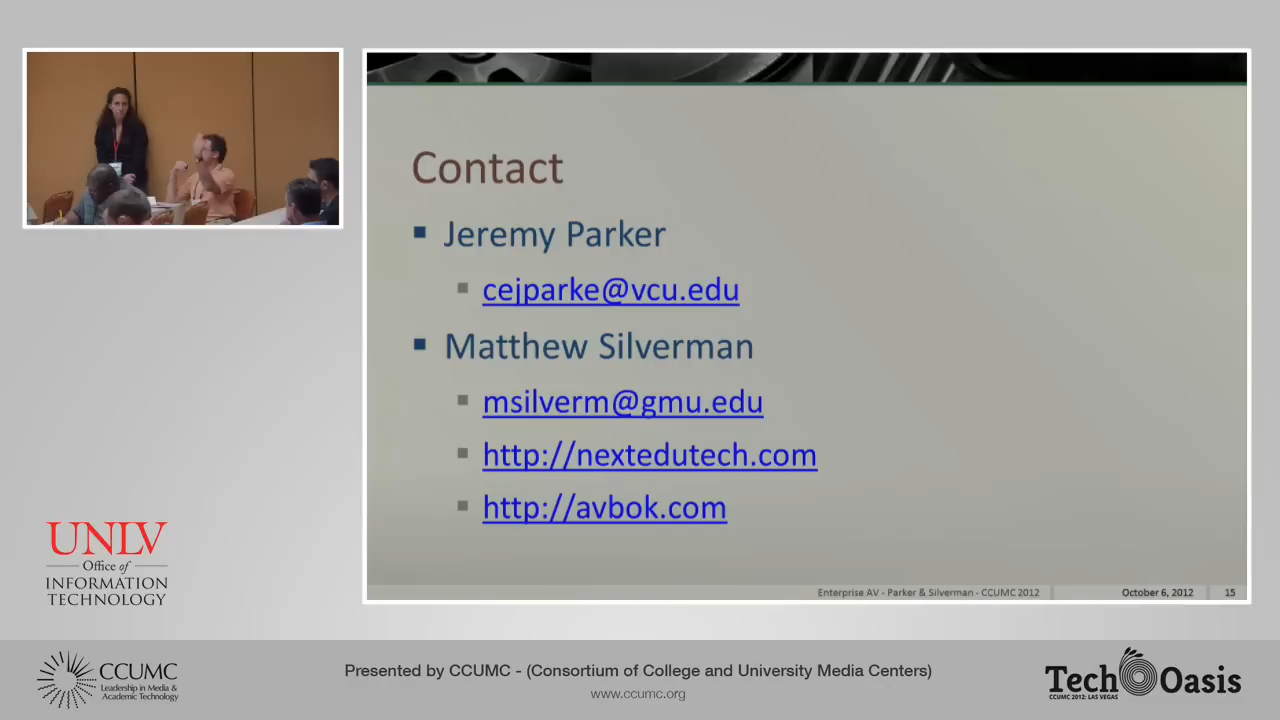 Contact
Jeremy Parker
cejparke@vcu.edu
Matthew Silverman
msilverm@gmu.edu
http://nextedutech.com
http://avbok.com
Enterprise AV - Parker & Silverman - CCUMC 2012
October 6, 2012
15
UNLV
Office of
INFORMATION
TECHNOLOGY
CCUMC
Leadership in Media &
Academic Technology
Presented by CCUMC - (Consortium of College and University Media Centers)
www.ccumc.org
Tech Oasis
CCUMC 2012: LAS VEGAS